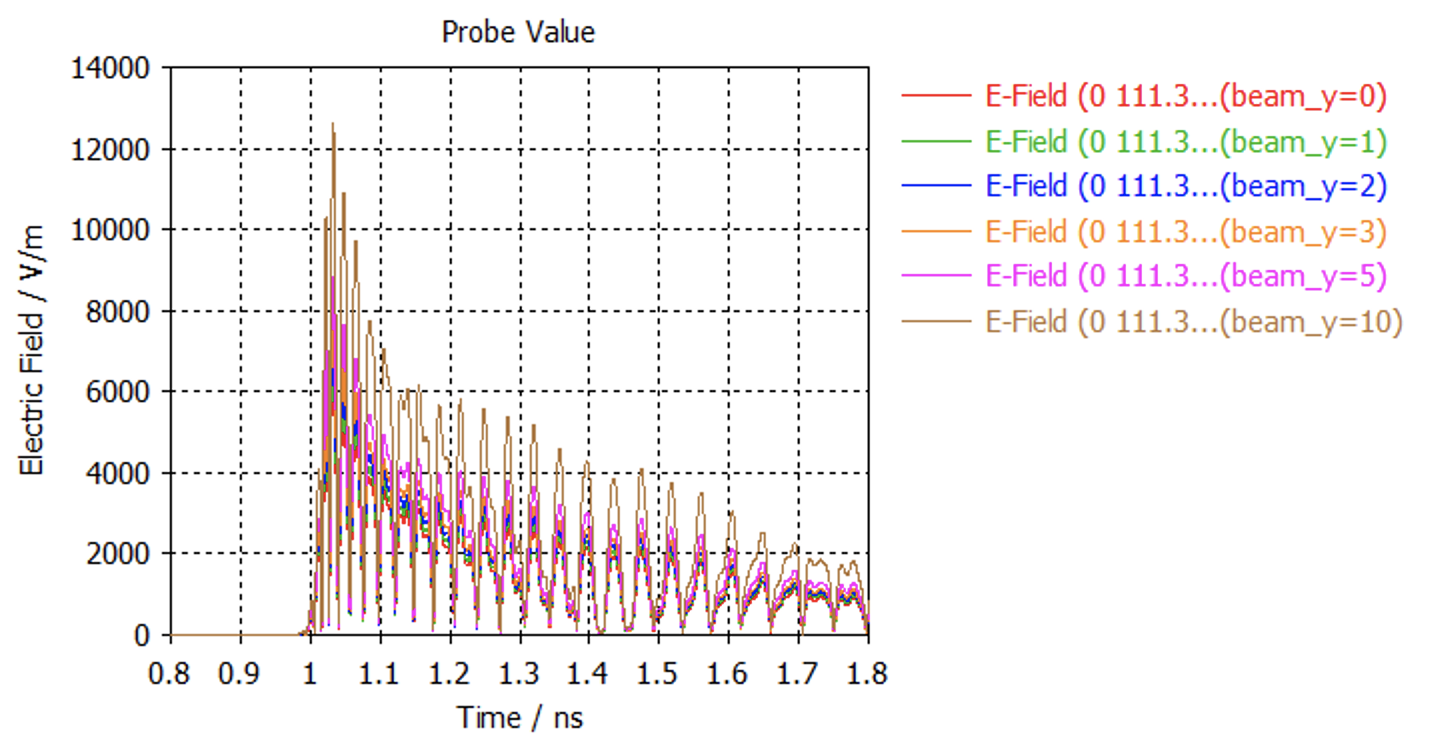 Probe Value
14000
12000
10000
8000
6000
4000
2000
0
Electric Field / V/m
0.8 0.9 1 1.1 1.2 1.3 1.4 1.5 1.6 1.7 1.8
Time / ns
E-Field (0 111.3...(beam_y=0)
E-Field (0 111.3...(beam_y=1)
E-Field (0 111.3...(beam_y=2)
E-Field (0 111.3...(beam_y=3)
E-Field (0 111.3...(beam_y=5)
E-Field (0 111.3...(beam_y=10)